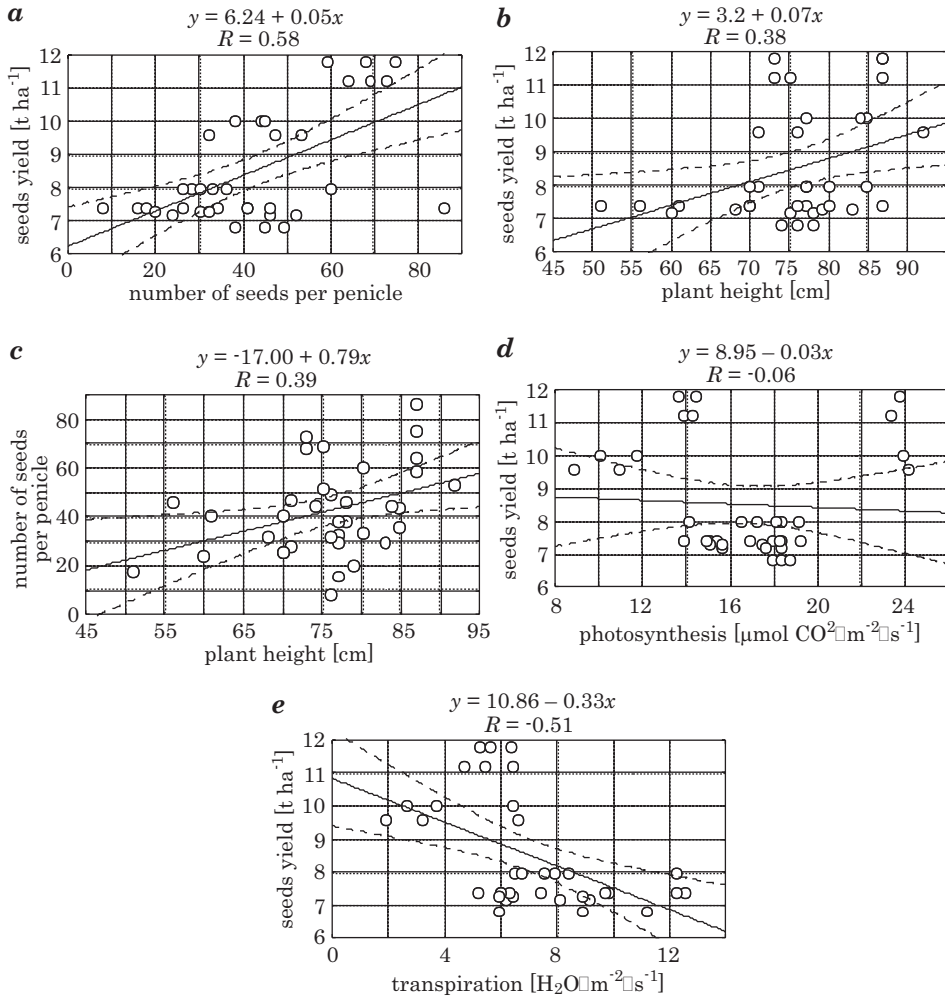 a
y = 6.24 + 0.05x
R = 0.58
seeds yield [t ha⁻¹]
12
11
10
9
8
7
6
0 20 40 60 80
number of seeds per penicle
b
y = 3.2 + 0.07x
R = 0.38
seeds yield [t ha⁻¹]
12
11
10
9
8
7
6
45 50 55 60 65 70 75 80 85 90
plant height [cm]
c
y = -17.00 + 0.79x
R = 0.39
number of seeds
per penicle
80
60
40
20
0
45 55 65 75 85 95
plant height [cm]
d
y = 8.95 – 0.03x
R = -0.06
seeds yield [t ha⁻¹]
12
11
10
9
8
7
6
8 12 16 20 24
photosynthesis [μmol CO²□m⁻²□s⁻¹]
e
y = 10.86 – 0.33x
R = -0.51
seeds yield [t ha⁻¹]
12
11
10
9
8
7
6
0 4 8 12
transpiration [H₂O□m⁻²□s⁻¹]